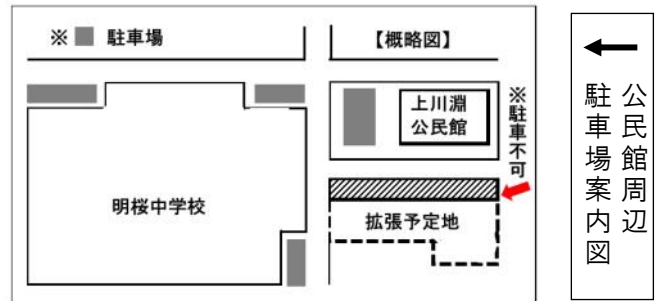 ※ 駐車場
【概略図】
上川淵
公民館
※駐車不可
明桜中学校
拡張予定地
公民館周辺
駐車場案内図